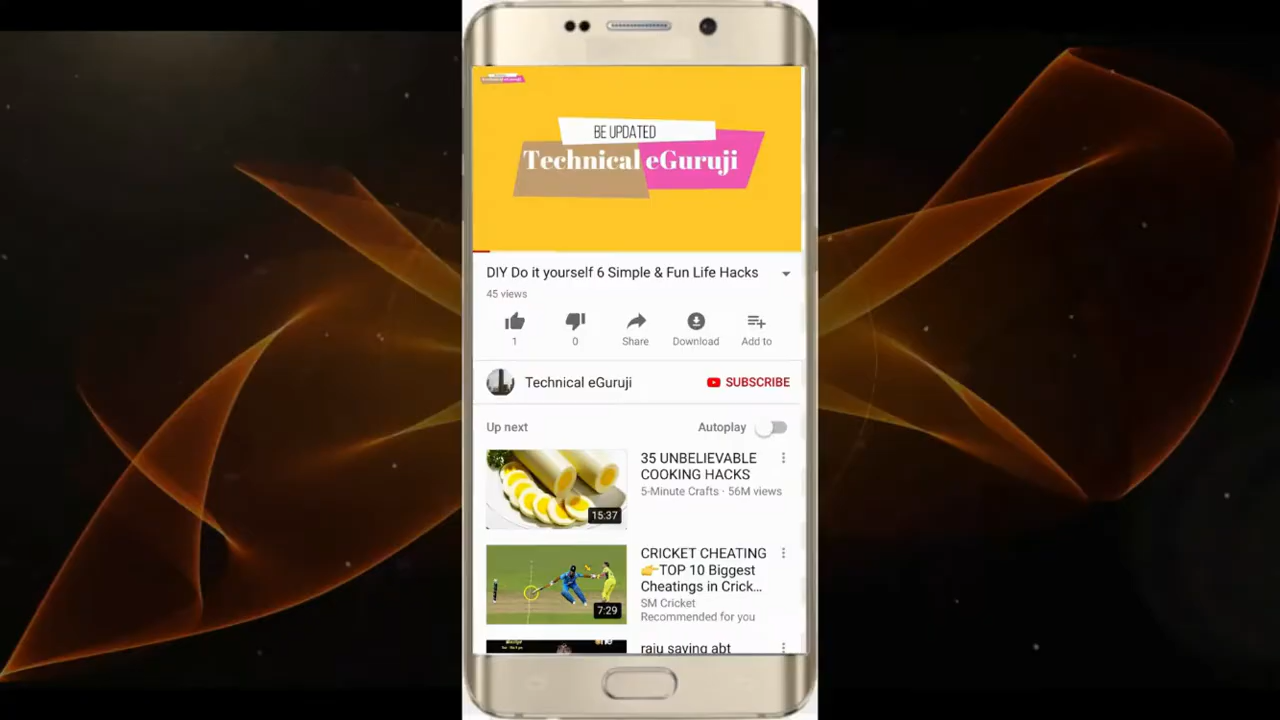 BE UPDATED
Technical eGuruji
DIY Do it yourself 6 Simple & Fun Life Hacks
45 views
1
0
Share
Download
Add to
Technical eGuruji
SUBSCRIBE
Up next
Autoplay
35 UNBELIEVABLE
COOKING HACKS
5-Minute Crafts · 56M views
15:37
CRICKET CHEATING
👉TOP 10 Biggest
Cheatings in Crick...
SM Cricket
Recommended for you
7:29
raju saying abt